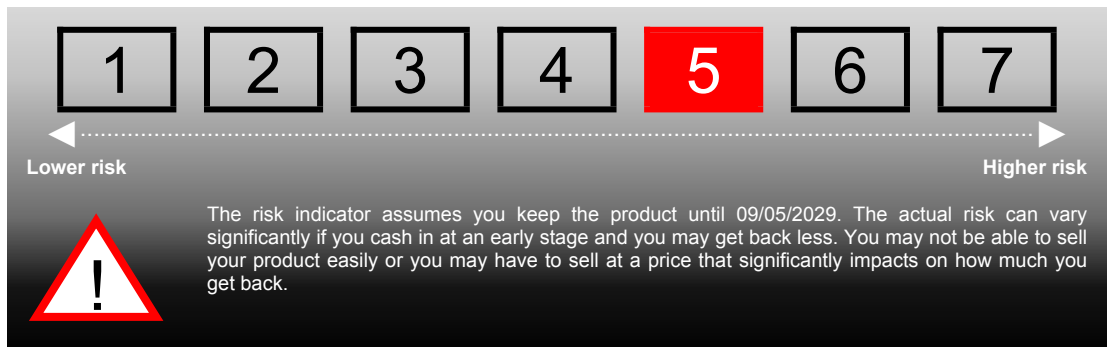 1 2 3 4 5 6 7
Lower risk Higher risk
The risk indicator assumes you keep the product until 09/05/2029. The actual risk can vary
significantly if you cash in at an early stage and you may get back less. You may not be able to sell
your product easily or you may have to sell at a price that significantly impacts on how much you
get back.
!